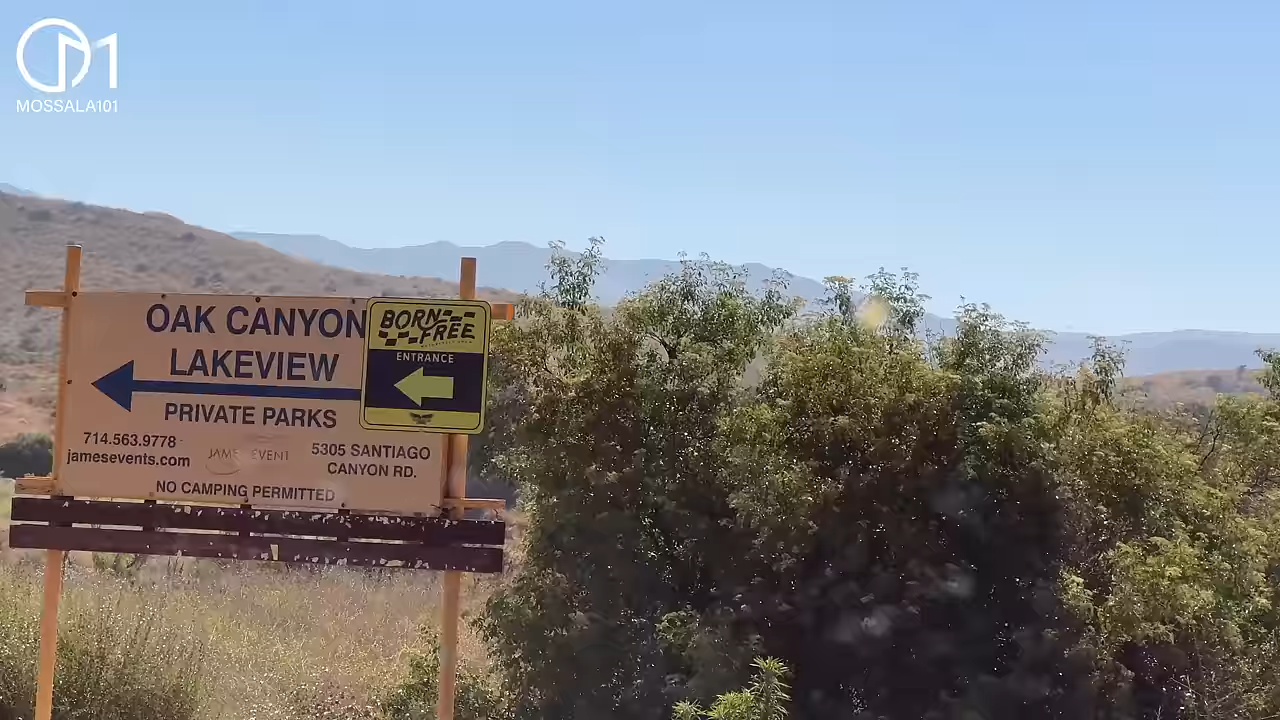 MOSSALA101
OAK CANYON
LAKEVIEW
PRIVATE PARKS
714.563.9778
jamesevents.com
5305 SANTIAGO
CANYON RD.
NO CAMPING PERMITTED
BORN FREE
ENTRANCE